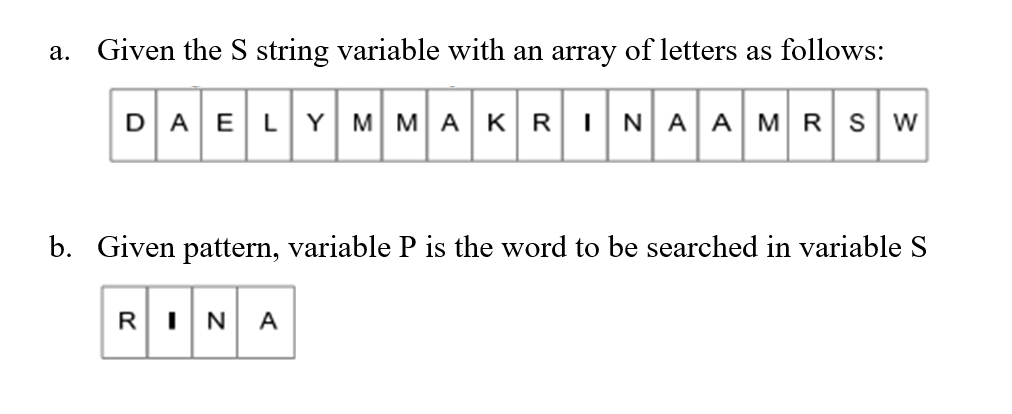 a. Given the S string variable with an array of letters as follows:
D A E L Y M M A K R I N A A M R S W
b. Given pattern, variable P is the word to be searched in variable S
R I N A